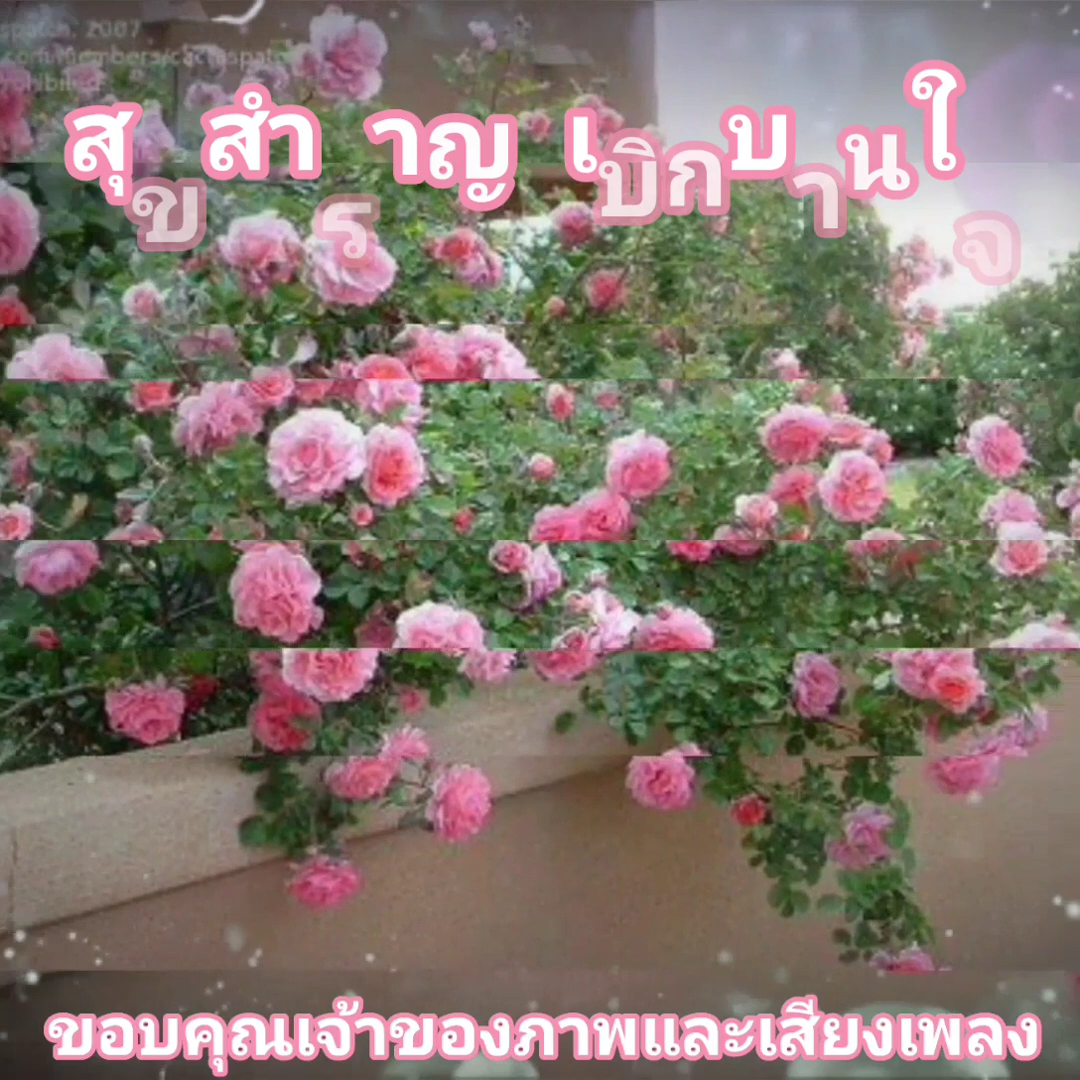 spatch, 2007
สุขสำราญ เบิกบานใจ
ขอบคุณเจ้าของภาพและเสียงเพลง